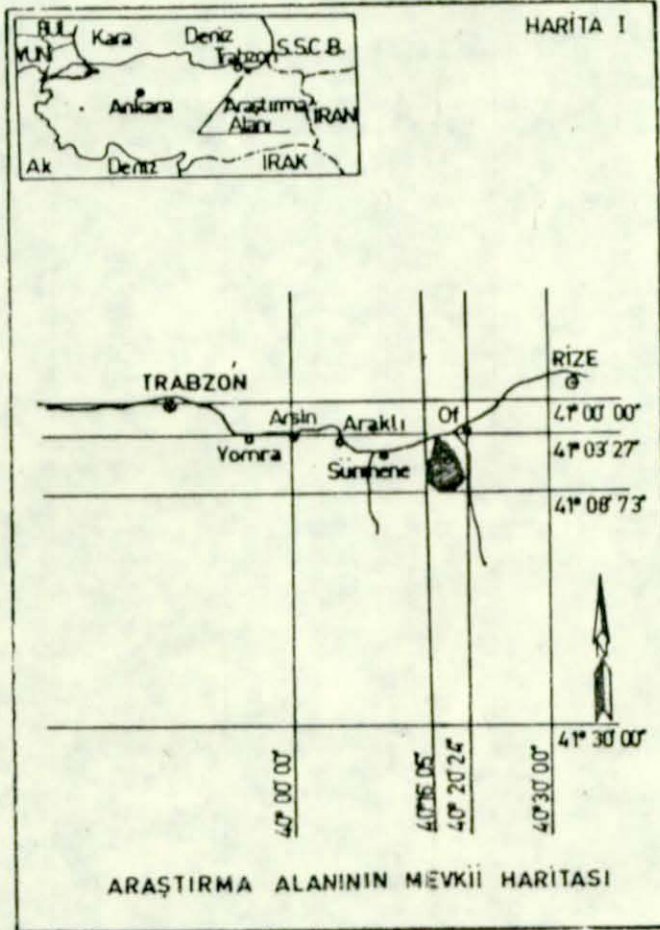 HARİTA I
BUL.
YUN
Kara Deniz
Trabzon
S.S.C.B.
Ankara
Araştırma
Alanı
İRAN
Ak Deniz
IRAK
RİZE
TRABZON
41° 00' 00"
Arsin
Araklı
Of
41° 03' 27"
Yomra
Sürmene
41° 08' 73"
41° 30' 00"
40° 00' 00"
40° 16' 05"
40° 20' 24"
40° 30' 00"
ARAŞTIRMA ALANININ MEVKİİ HARİTASI